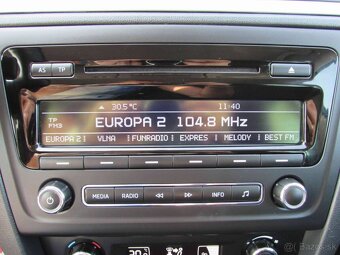 AS TP
30.5°C 11:40
TP
FM3
EUROPA 2 104.8 MHz
EUROPA 2 VLNA FUNRADIO EXPRES MELODY BEST FM
MEDIA RADIO INFO